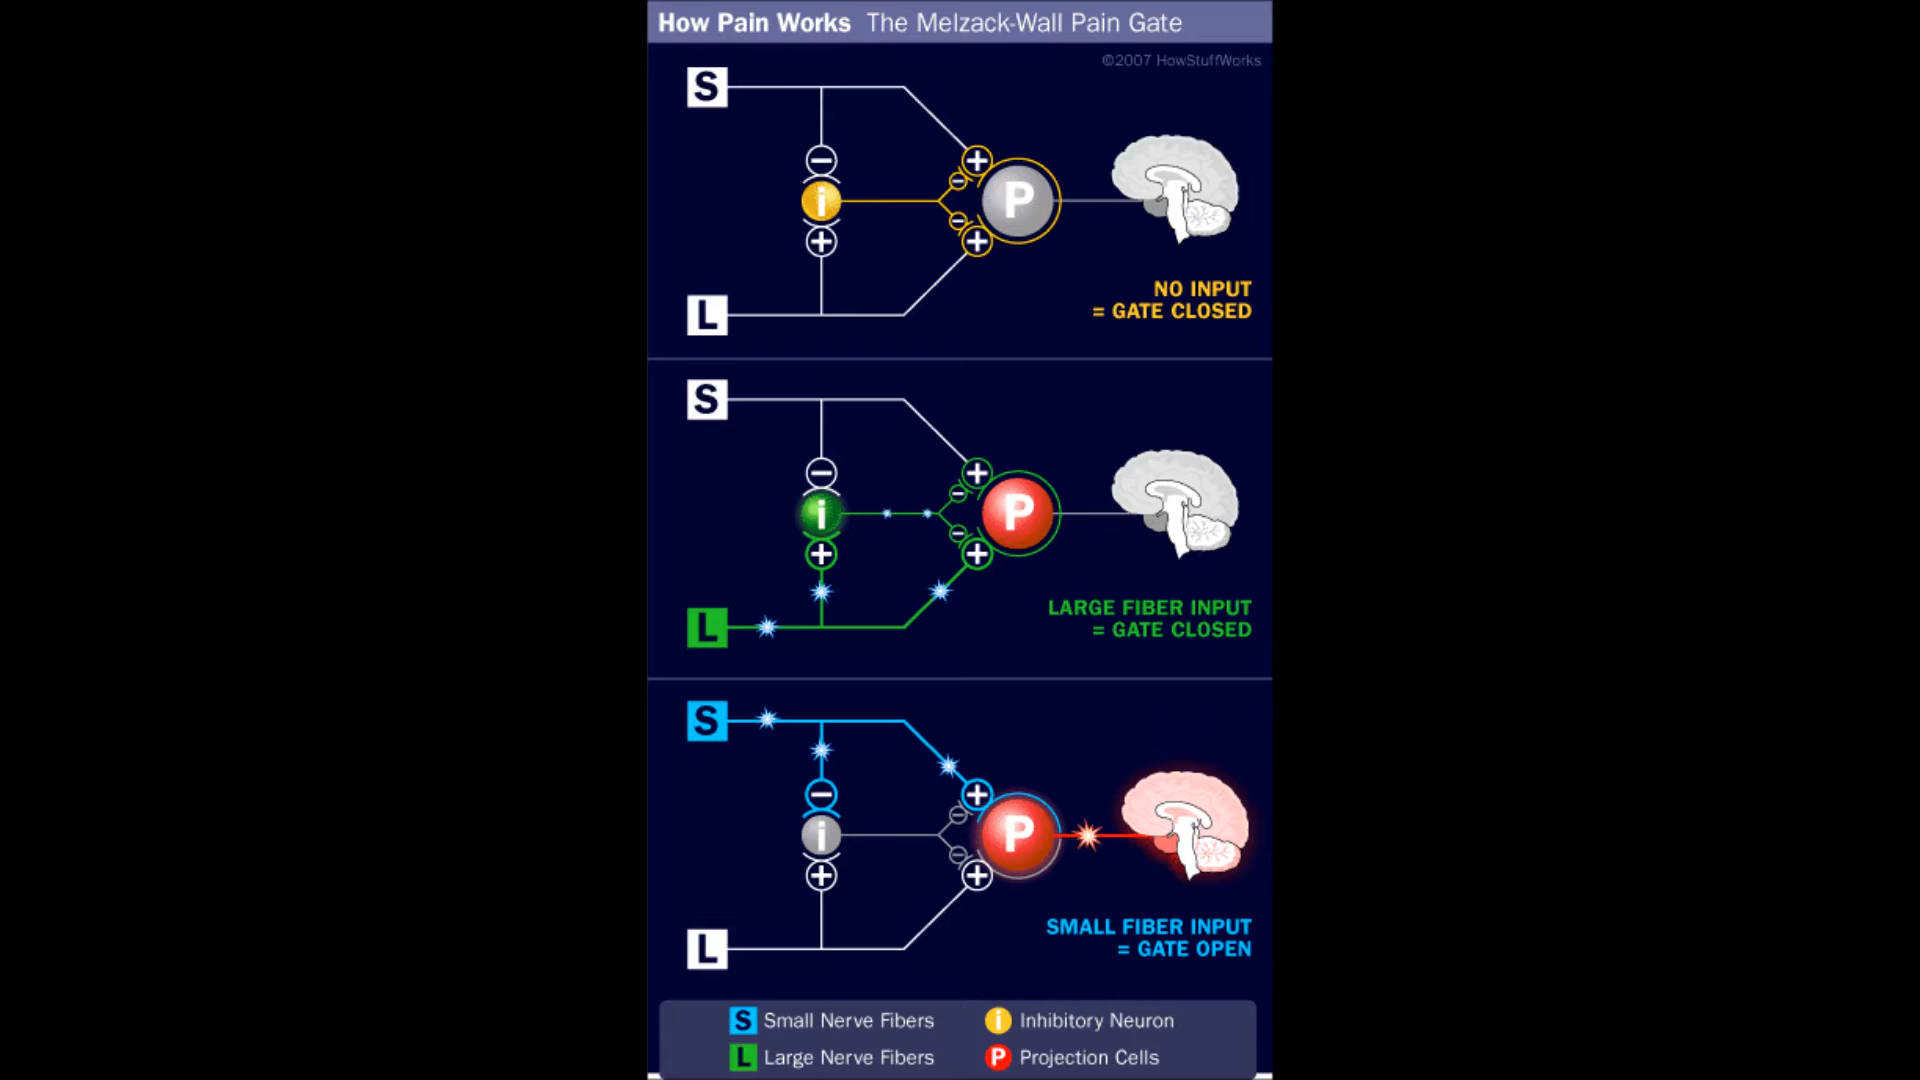 How Pain Works The Melzack-Wall Pain Gate
©2007 HowStuffWorks
S
−
+
−
i
P
−
+
+
L
NO INPUT
= GATE CLOSED
S
−
+
−
i
P
−
+
+
L
LARGE FIBER INPUT
= GATE CLOSED
S
−
+
−
i
P
−
+
+
L
SMALL FIBER INPUT
= GATE OPEN
S Small Nerve Fibers
i Inhibitory Neuron
L Large Nerve Fibers
P Projection Cells